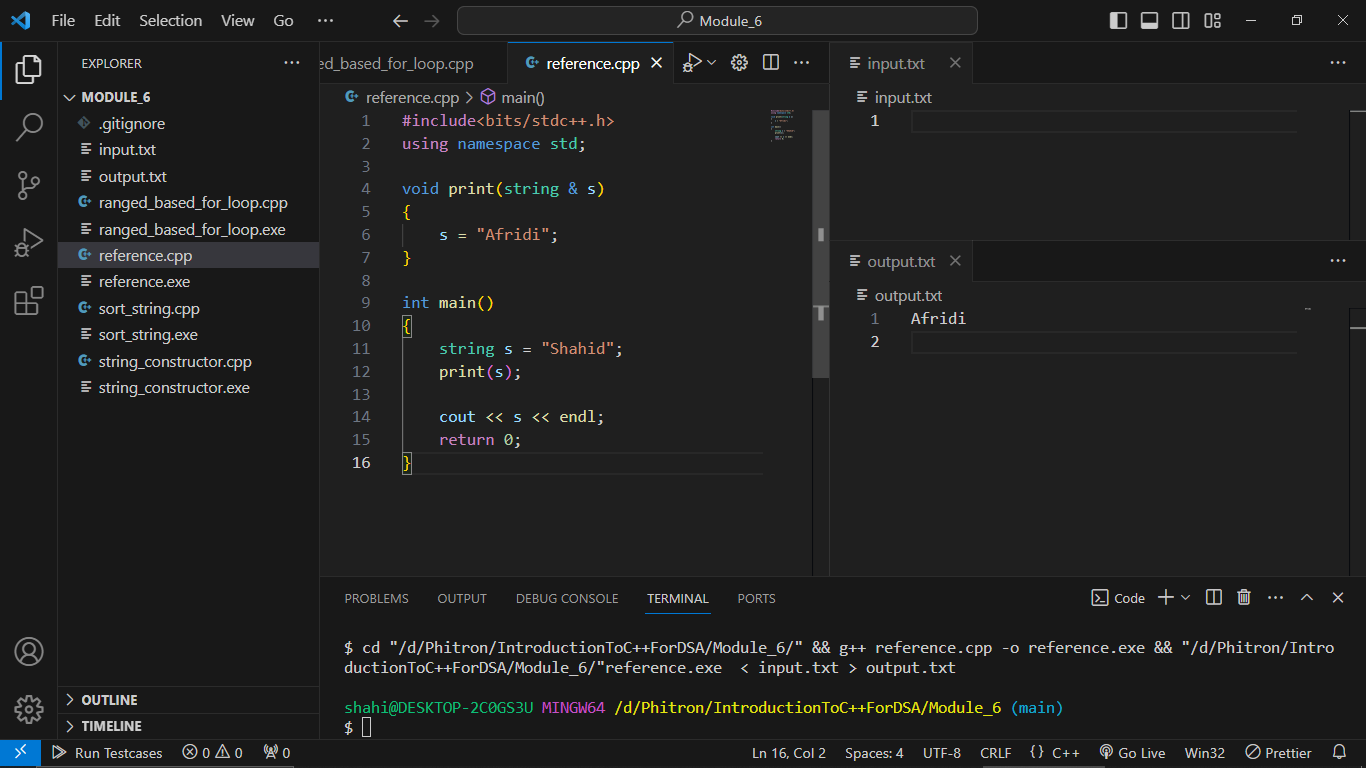 File Edit Selection View Go ···
Module_6
EXPLORER
MODULE_6
.gitignore
input.txt
output.txt
ranged_based_for_loop.cpp
ranged_based_for_loop.exe
reference.cpp
reference.exe
sort_string.cpp
sort_string.exe
string_constructor.cpp
string_constructor.exe
OUTLINE
TIMELINE
ed_based_for_loop.cpp reference.cpp
reference.cpp > main()
1 #include<bits/stdc++.h>
2 using namespace std;
3
4 void print(string & s)
5 {
6 s = "Afridi";
7 }
8
9 int main()
10 {
11 string s = "Shahid";
12 print(s);
13
14 cout << s << endl;
15 return 0;
16 }
input.txt
input.txt
1
output.txt
output.txt
1 Afridi
2
PROBLEMS OUTPUT DEBUG CONSOLE TERMINAL PORTS Code
$ cd "/d/Phitron/IntroductionToC++ForDSA/Module_6/" && g++ reference.cpp -o reference.exe && "/d/Phitron/Intro
ductionToC++ForDSA/Module_6/"reference.exe  < input.txt > output.txt
shahi@DESKTOP-2C0GS3U MINGW64 /d/Phitron/IntroductionToC++ForDSA/Module_6 (main)
$
Run Testcases 0 0 0 Ln 16, Col 2 Spaces: 4 UTF-8 CRLF {} C++ Go Live Win32 Prettier